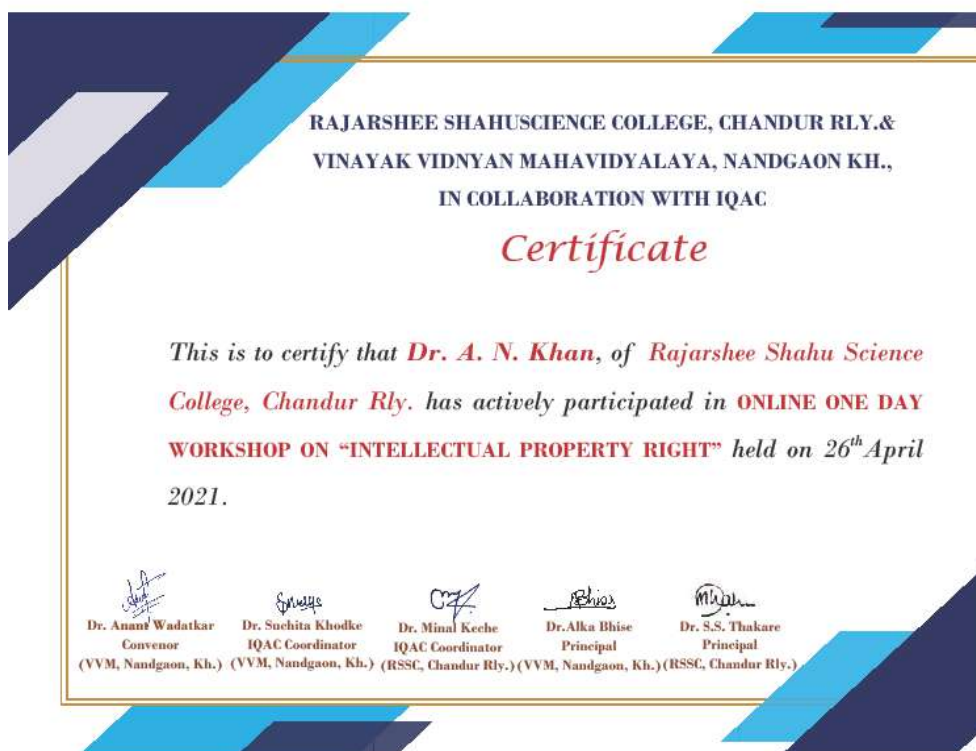 RAJARSHEE SHAHUSCIENCE COLLEGE, CHANDUR RLY.&
VINAYAK VIDNYAN MAHAVIDYALAYA, NANDGAON KH.,
IN COLLABORATION WITH IQAC
Certificate
This is to certify that Dr. A. N. Khan, of Rajarshee Shahu Science
College, Chandur Rly. has actively participated in ONLINE ONE DAY
WORKSHOP ON “INTELLECTUAL PROPERTY RIGHT” held on 26th April
2021.
Dr. Anant Wadatkar Dr. Suchita Khodke Dr. Minal Keche Dr.Alka Bhise Dr. S.S. Thakare
Convenor IQAC Coordinator IQAC Coordinator Principal Principal
(VVM, Nandgaon, Kh.) (VVM, Nandgaon, Kh.) (RSSC, Chandur Rly.) (VVM, Nandgaon, Kh.) (RSSC, Chandur Rly.)